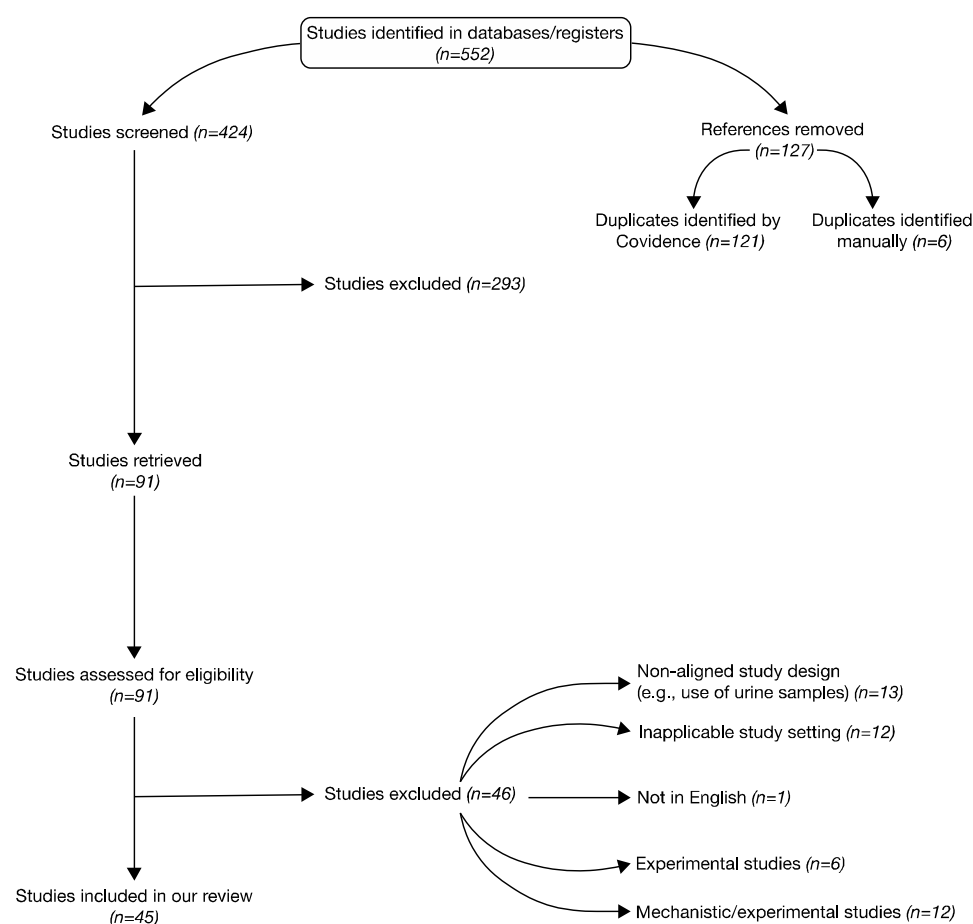 Studies identified in databases/registers
(n=552)
Studies screened (n=424)
References removed
(n=127)
Duplicates identified by
Covidence (n=121)
Duplicates identified
manually (n=6)
Studies excluded (n=293)
Studies retrieved
(n=91)
Studies assessed for eligibility
(n=91)
Non-aligned study design
(e.g., use of urine samples) (n=13)
Inapplicable study setting (n=12)
Studies excluded (n=46)
Not in English (n=1)
Experimental studies (n=6)
Mechanistic/experimental studies (n=12)
Studies included in our review
(n=45)